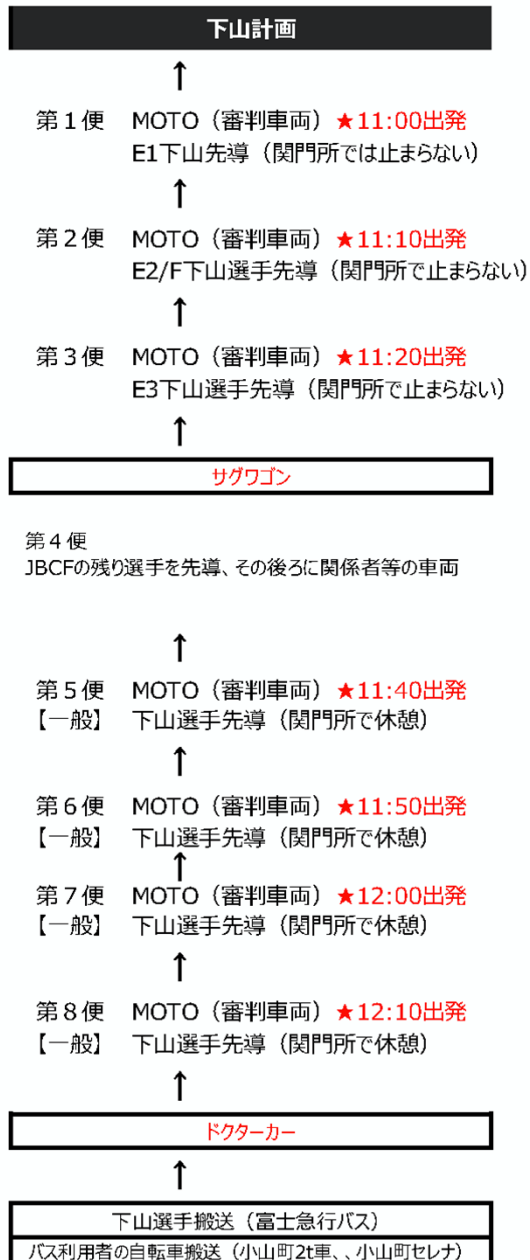 下山計画
↑
第1便 MOTO（審判車両）★11:00出発
E1下山先導（関門所では止まらない）
↑
第2便 MOTO（審判車両）★11:10出発
E2/F下山選手先導（関門所で止まらない）
↑
第3便 MOTO（審判車両）★11:20出発
E3下山選手先導（関門所で止まらない）
↑
サグワゴン
第4便
JBCFの残り選手を先導、その後ろに関係者等の車両
↑
第5便 MOTO（審判車両）★11:40出発
【一般】 下山選手先導（関門所で休憩）
↑
第6便 MOTO（審判車両）★11:50出発
【一般】 下山選手先導（関門所で休憩）
↑
第7便 MOTO（審判車両）★12:00出発
【一般】 下山選手先導（関門所で休憩）
↑
第8便 MOTO（審判車両）★12:10出発
【一般】 下山選手先導（関門所で休憩）
↑
ドクターカー
↑
下山選手搬送（富士急行バス）
バス利用者の自転車搬送（小山町2t車、、小山町セレナ）